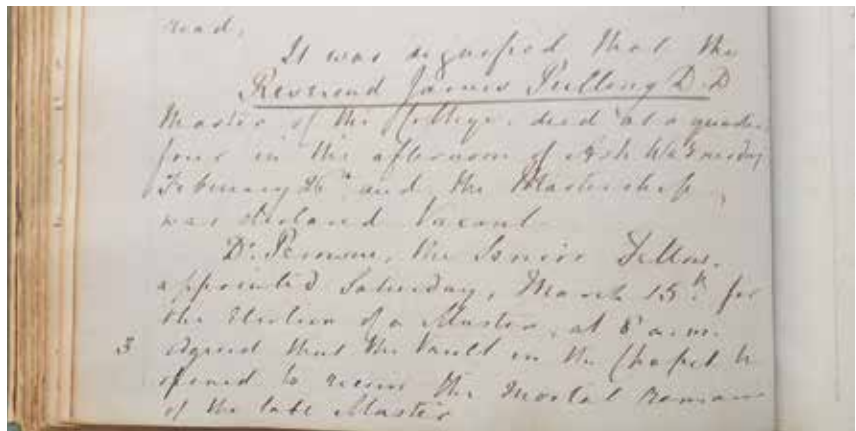 read.
It was signified that the
Reverend James Pulling D.D
Master of the College, died at a quarter
four in the afternoon of Ash Wednesday
February 26th and the Mastership
was declared Vacant.
Dr. Perowne, the Senior Fellow,
appointed Saturday, March 15th for
the Election of a Master, at 8 a.m.
3 Agreed that the Vault in the Chapel be
opened to receive the Mortal remains
of the late Master